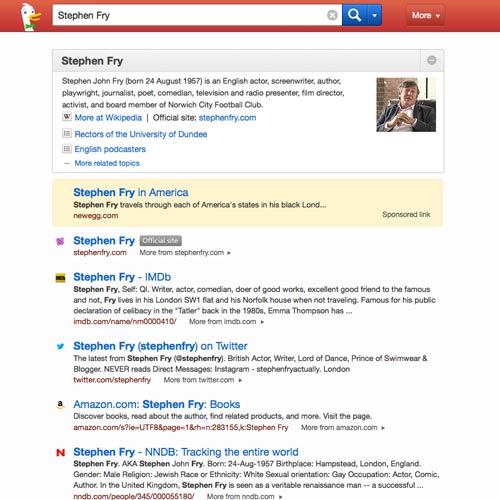 Stephen Fry
More
Stephen Fry
Stephen John Fry (born 24 August 1957) is an English actor, screenwriter, author,
playwright, journalist, poet, comedian, television and radio presenter, film director,
activist, and board member of Norwich City Football Club.
W More at Wikipedia | Official site: stephenfry.com
Rectors of the University of Dundee
English podcasters
More related topics
Stephen Fry in America
Stephen Fry travels through each of America's states in his black Lond...
newegg.com
Sponsored link
Stephen Fry Official site
stephenfry.com More from stephenfry.com
Stephen Fry - IMDb
Stephen Fry, Self: QI. Writer, actor, comedian, doer of good works, excellent good friend to the famous
and not, Fry lives in his London SW1 flat and his Norfolk house when not traveling. Famous for his public
declaration of celibacy in the "Tatler" back in the 1980s, Emma Thompson has ...
imdb.com/name/nm0000410/ More from imdb.com
Stephen Fry (stephenfry) on Twitter
The latest from Stephen Fry (@stephenfry). British Actor, Writer, Lord of Dance, Prince of Swimwear &
Blogger. NEVER reads Direct Messages: Instagram - stephenfryactually. London
twitter.com/stephenfry More from twitter.com
Amazon.com: Stephen Fry: Books
Discover books, read about the author, find related products, and more. Visit the page.
amazon.com/s?ie=UTF8&page=1&rh=n:283155,k:Stephen Fry More from amazon.com
Stephen Fry - NNDB: Tracking the entire world
Stephen Fry. AKA Stephen John Fry. Born: 24-Aug-1957 Birthplace: Hampstead, London, England.
Gender: Male Religion: Jewish Race or Ethnicity: White Sexual orientation: Gay Occupation: Actor, Comic,
Author. In the United Kingdom, Stephen Fry is seen as a veritable renaissance man -- a successful ...
nndb.com/people/345/000055180/ More from nndb.com